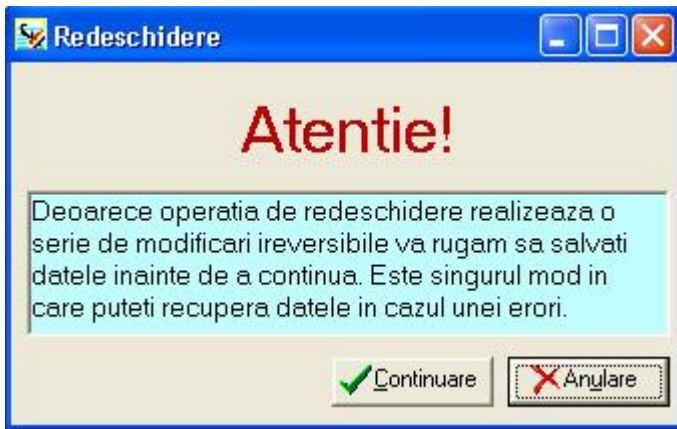 Redeschidere
Atentie!
Deoarece operatia de redeschidere realizeaza o
serie de modificari ireversibile va rugam sa salvati
datele inainte de a continua. Este singurul mod in
care puteti recupera datele in cazul unei erori.
Continuare
Anulare